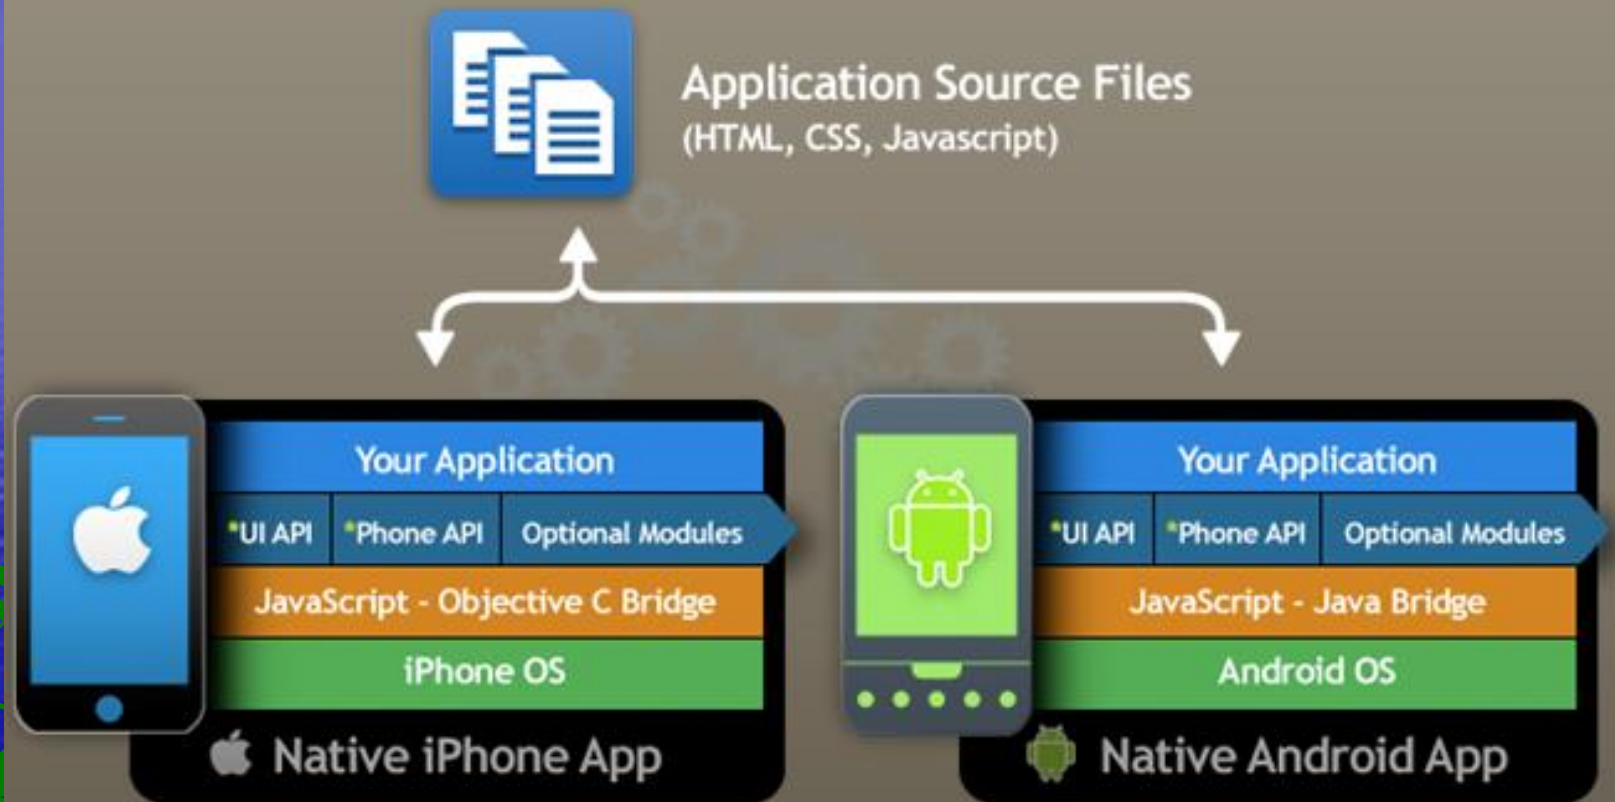 Application Source Files
(HTML, CSS, Javascript)
Your Application
*UI API
*Phone API
Optional Modules
JavaScript - Objective C Bridge
iPhone OS
Native iPhone App
Your Application
*UI API
*Phone API
Optional Modules
JavaScript - Java Bridge
Android OS
Native Android App